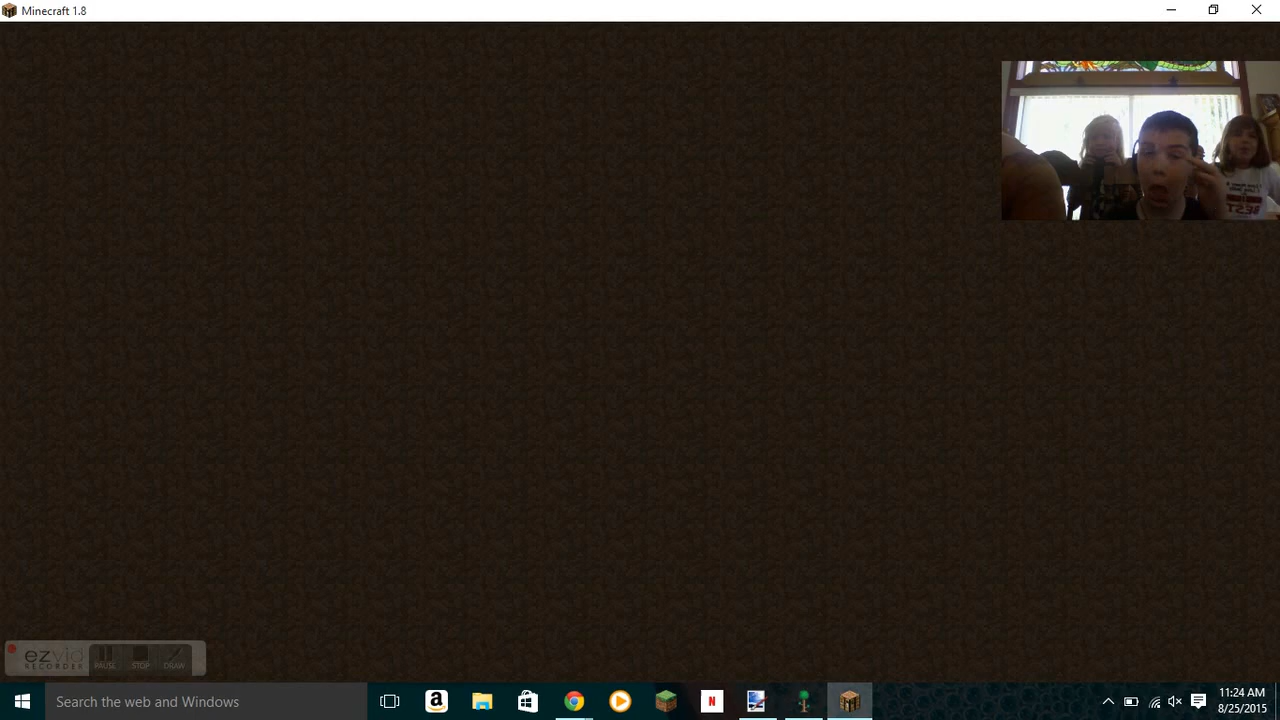 Minecraft 1.8
BEST
ezvid
RECORDER
PAUSE
STOP
DRAW
Search the web and Windows
a
N
11:24 AM
8/25/2015